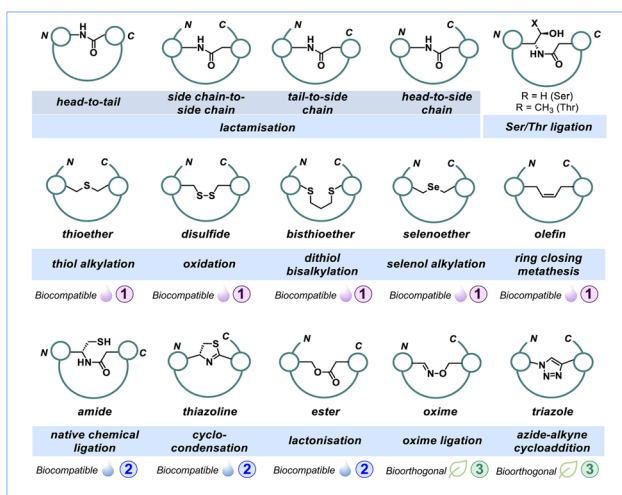 N H N O C
N C H N O
N C H N O
N C H N O
N X OH HN O C
R = H (Ser)
R = CH₃ (Thr)
head-to-tail
side chain-to-
side chain
tail-to-side
chain
head-to-side
chain
lactamisation
Ser/Thr ligation
N C S
N C S–S
N C S S
N C Se
N C
thioether
disulfide
bisthioether
selenoether
olefin
thiol alkylation
oxidation
dithiol
bisalkylation
selenol alkylation
ring closing
metathesis
Biocompatible 1
Biocompatible 1
Biocompatible 1
Biocompatible 1
Biocompatible 1
N SH HN O C
N S N C
N C O O
N C N O
N C N N=N
amide
thiazoline
ester
oxime
triazole
native chemical
ligation
cyclo-
condensation
lactonisation
oxime ligation
azide-alkyne
cycloaddition
Biocompatible 2
Biocompatible 2
Biocompatible 2
Bioorthogonal 3
Bioorthogonal 3